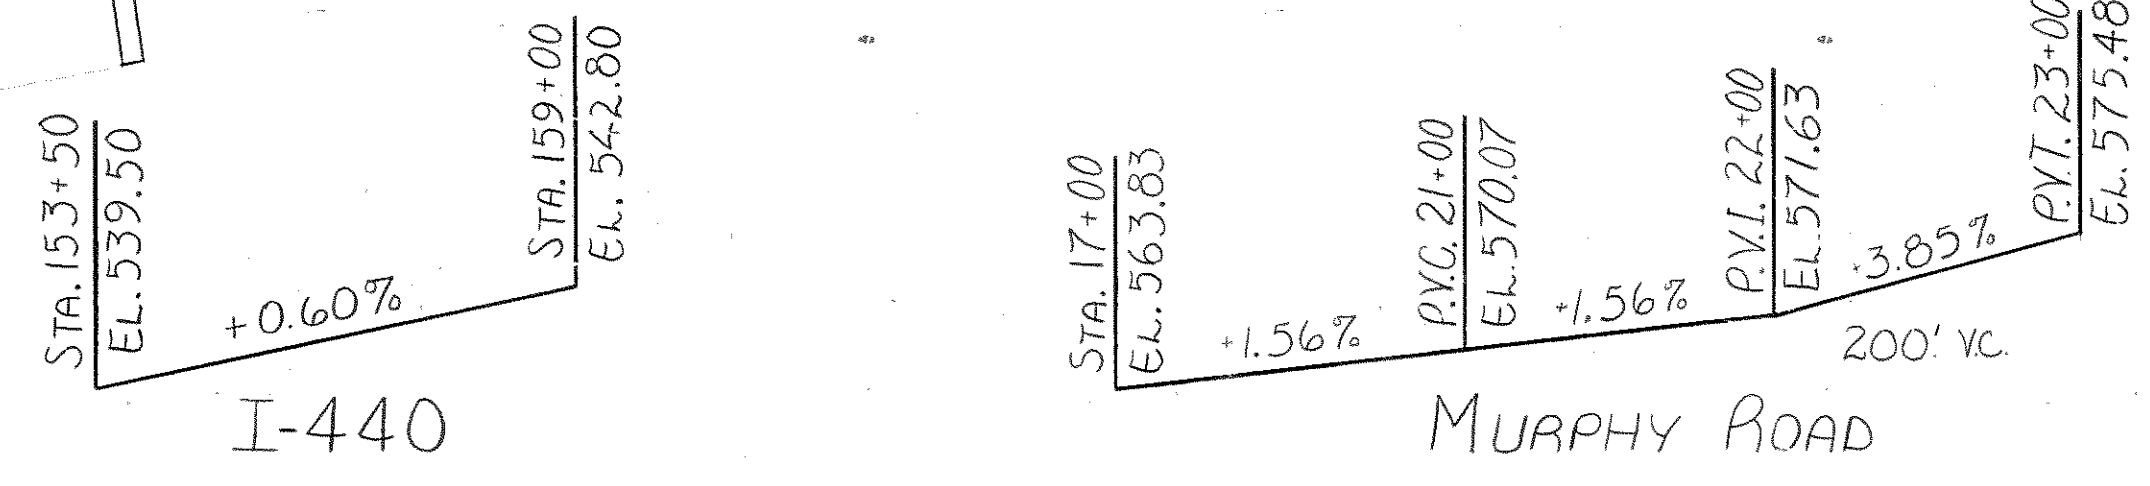 STA. 153+50
EL. 539.50
+0.60%
STA. 159+00
EL. 542.80
I-440
STA. 17+00
EL. 563.83
+1.56%
P.V.C. 21+00
EL. 570.07
+1.56%
P.V.I. 22+00
EL. 571.63
+3.85%
P.V.T. 23+00
EL. 575.48
200' V.C.
MURPHY ROAD